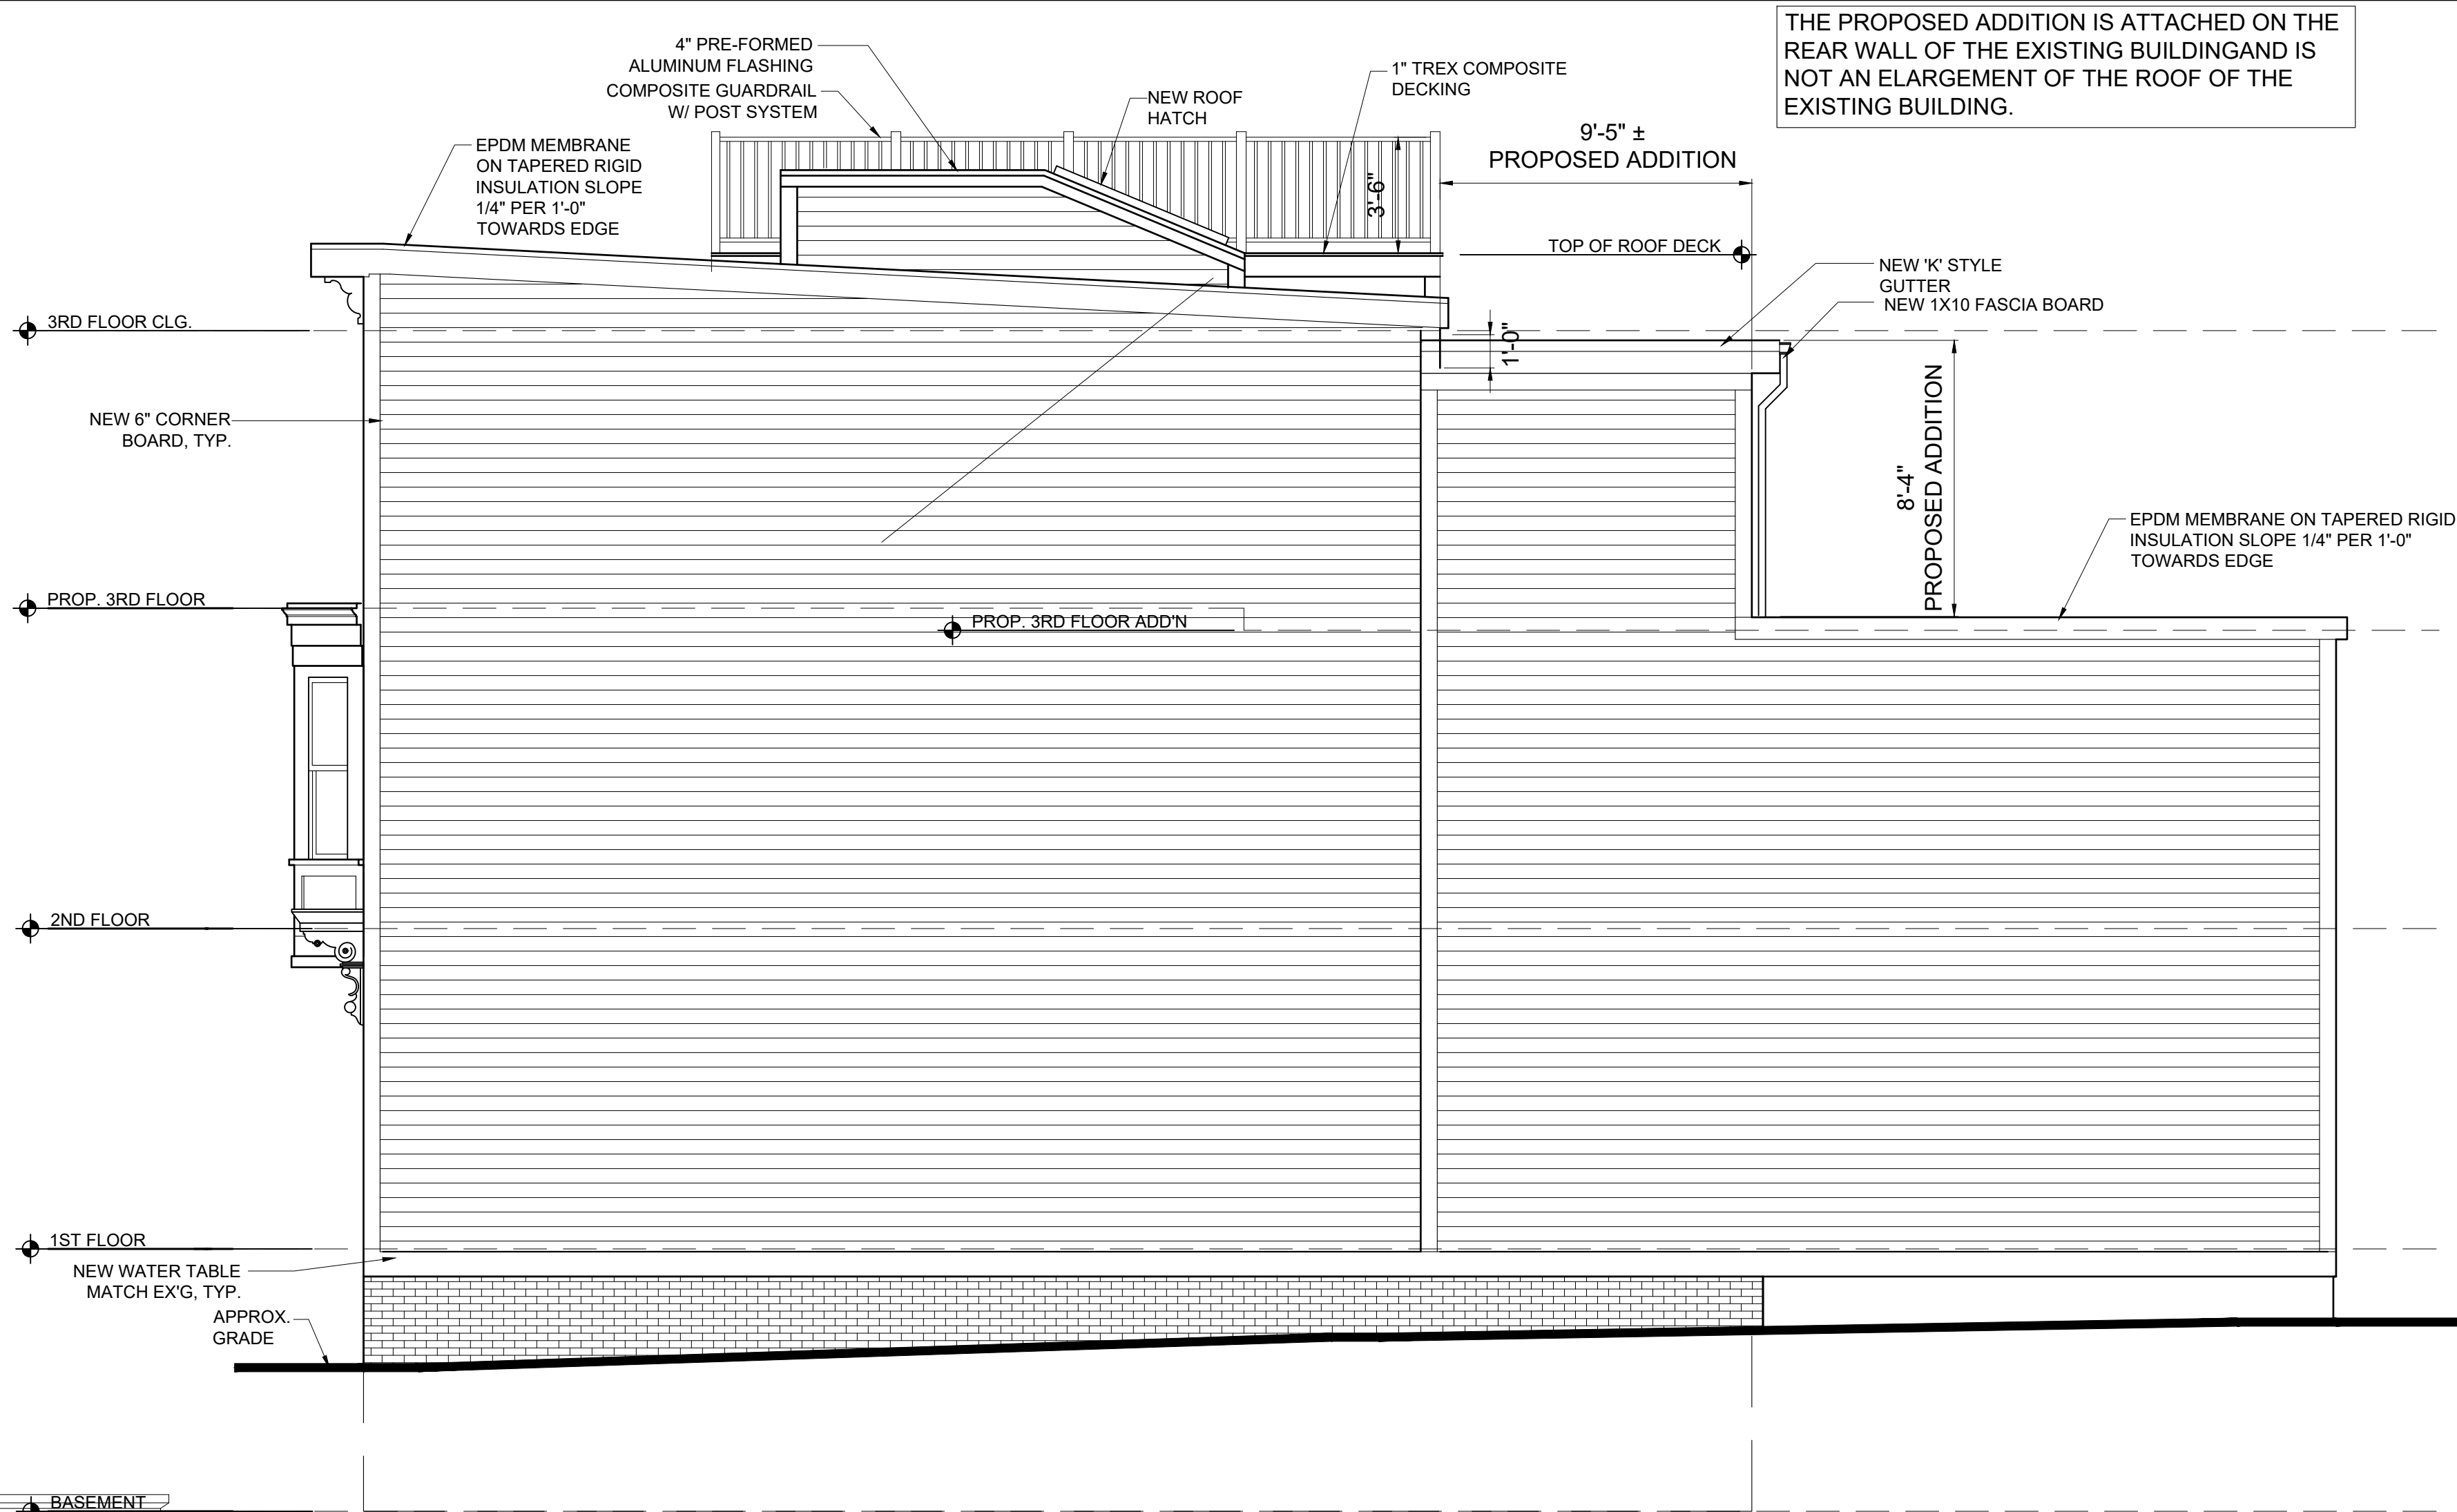 THE PROPOSED ADDITION IS ATTACHED ON THE
REAR WALL OF THE EXISTING BUILDINGAND IS
NOT AN ELARGEMENT OF THE ROOF OF THE
EXISTING BUILDING.
4" PRE-FORMED
ALUMINUM FLASHING
COMPOSITE GUARDRAIL
W/ POST SYSTEM
1" TREX COMPOSITE
DECKING
NEW ROOF
HATCH
9'-5" ±
PROPOSED ADDITION
EPDM MEMBRANE
ON TAPERED RIGID
INSULATION SLOPE
1/4" PER 1'-0"
TOWARDS EDGE
3'-6"
TOP OF ROOF DECK
NEW 'K' STYLE
GUTTER
NEW 1X10 FASCIA BOARD
3RD FLOOR CLG.
1'-0"
NEW 6" CORNER
BOARD, TYP.
8'-4"
PROPOSED ADDITION
EPDM MEMBRANE ON TAPERED RIGID
INSULATION SLOPE 1/4" PER 1'-0"
TOWARDS EDGE
PROP. 3RD FLOOR
PROP. 3RD FLOOR ADD'N
2ND FLOOR
1ST FLOOR
NEW WATER TABLE
MATCH EX'G, TYP.
APPROX.
GRADE
BASEMENT